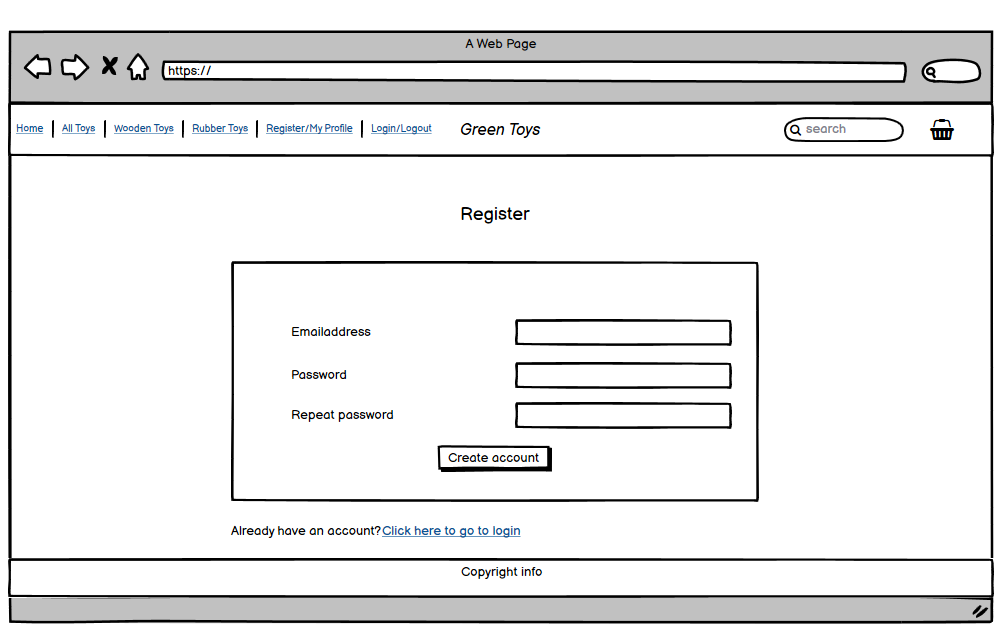 A Web Page
https://
Home | All Toys | Wooden Toys | Rubber Toys | Register/My Profile | Login/Logout Green Toys search
Register
Emailaddress
Password
Repeat password
Create account
Already have an account? Click here to go to login
Copyright info